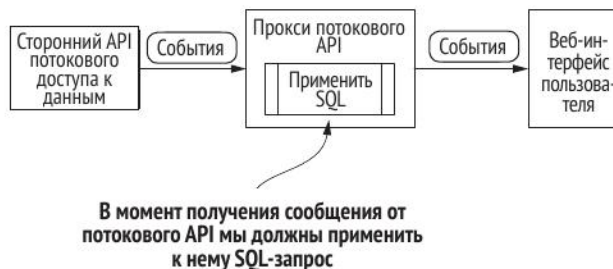 Сторонний API
потокового
доступа к
данным
События
Прокси потокового
API
Применить
SQL
События
Веб-ин-
терфейс
пользова-
теля
В момент получения сообщения от
потокового API мы должны применить
к нему SQL-запрос